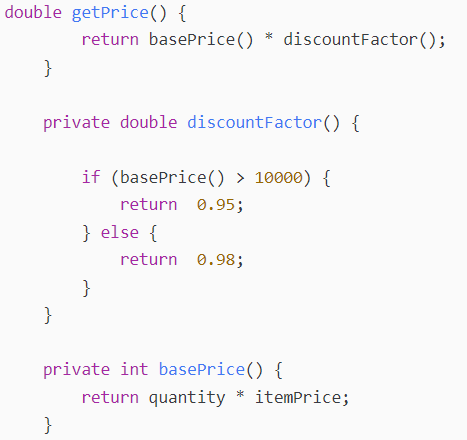 double getPrice() {
return basePrice() * discountFactor();
}
private double discountFactor() {
if (basePrice() > 10000) {
return  0.95;
} else {
return  0.98;
}
}
private int basePrice() {
return quantity * itemPrice;
}